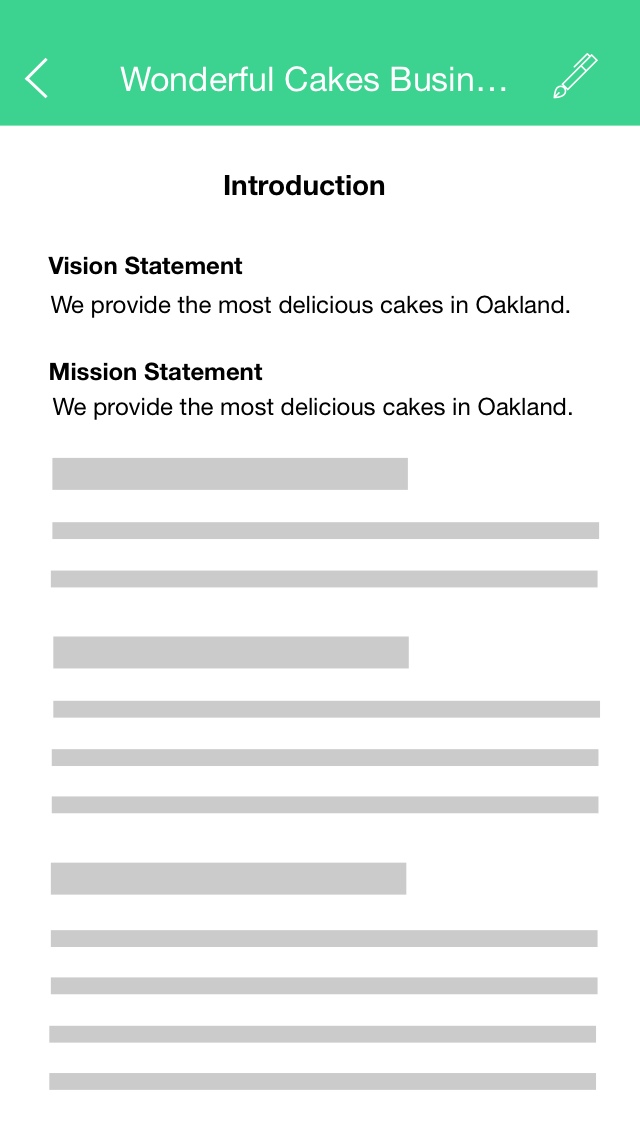 Wonderful Cakes Busin...
Introduction
Vision Statement
We provide the most delicious cakes in Oakland.
Mission Statement
We provide the most delicious cakes in Oakland.